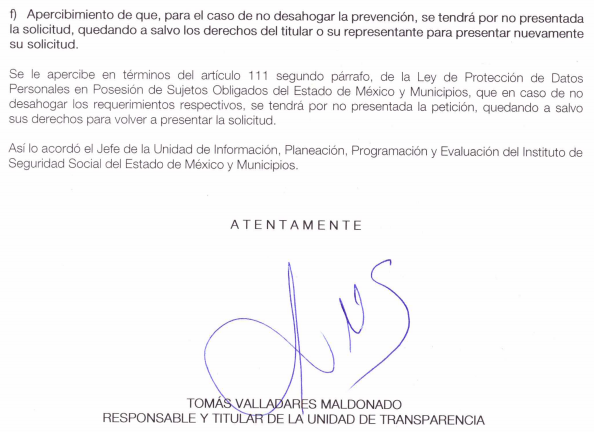 f) Apercibimiento de que, para el caso de no desahogar la prevención, se tendrá por no presentada
la solicitud, quedando a salvo los derechos del titular o su representante para presentar nuevamente
su solicitud.
Se le apercibe en términos del artículo 111 segundo párrafo, de la Ley de Protección de Datos
Personales en Posesión de Sujetos Obligados del Estado de México y Municipios, que en caso de no
desahogar los requerimientos respectivos, se tendrá por no presentada la petición, quedando a salvo
sus derechos para volver a presentar la solicitud.
Así lo acordó el Jefe de la Unidad de Información, Planeación, Programación y Evaluación del Instituto de
Seguridad Social del Estado de México y Municipios.
ATENTAMENTE
TOMÁS VALLADARES MALDONADO
RESPONSABLE Y TITULAR DE LA UNIDAD DE TRANSPARENCIA